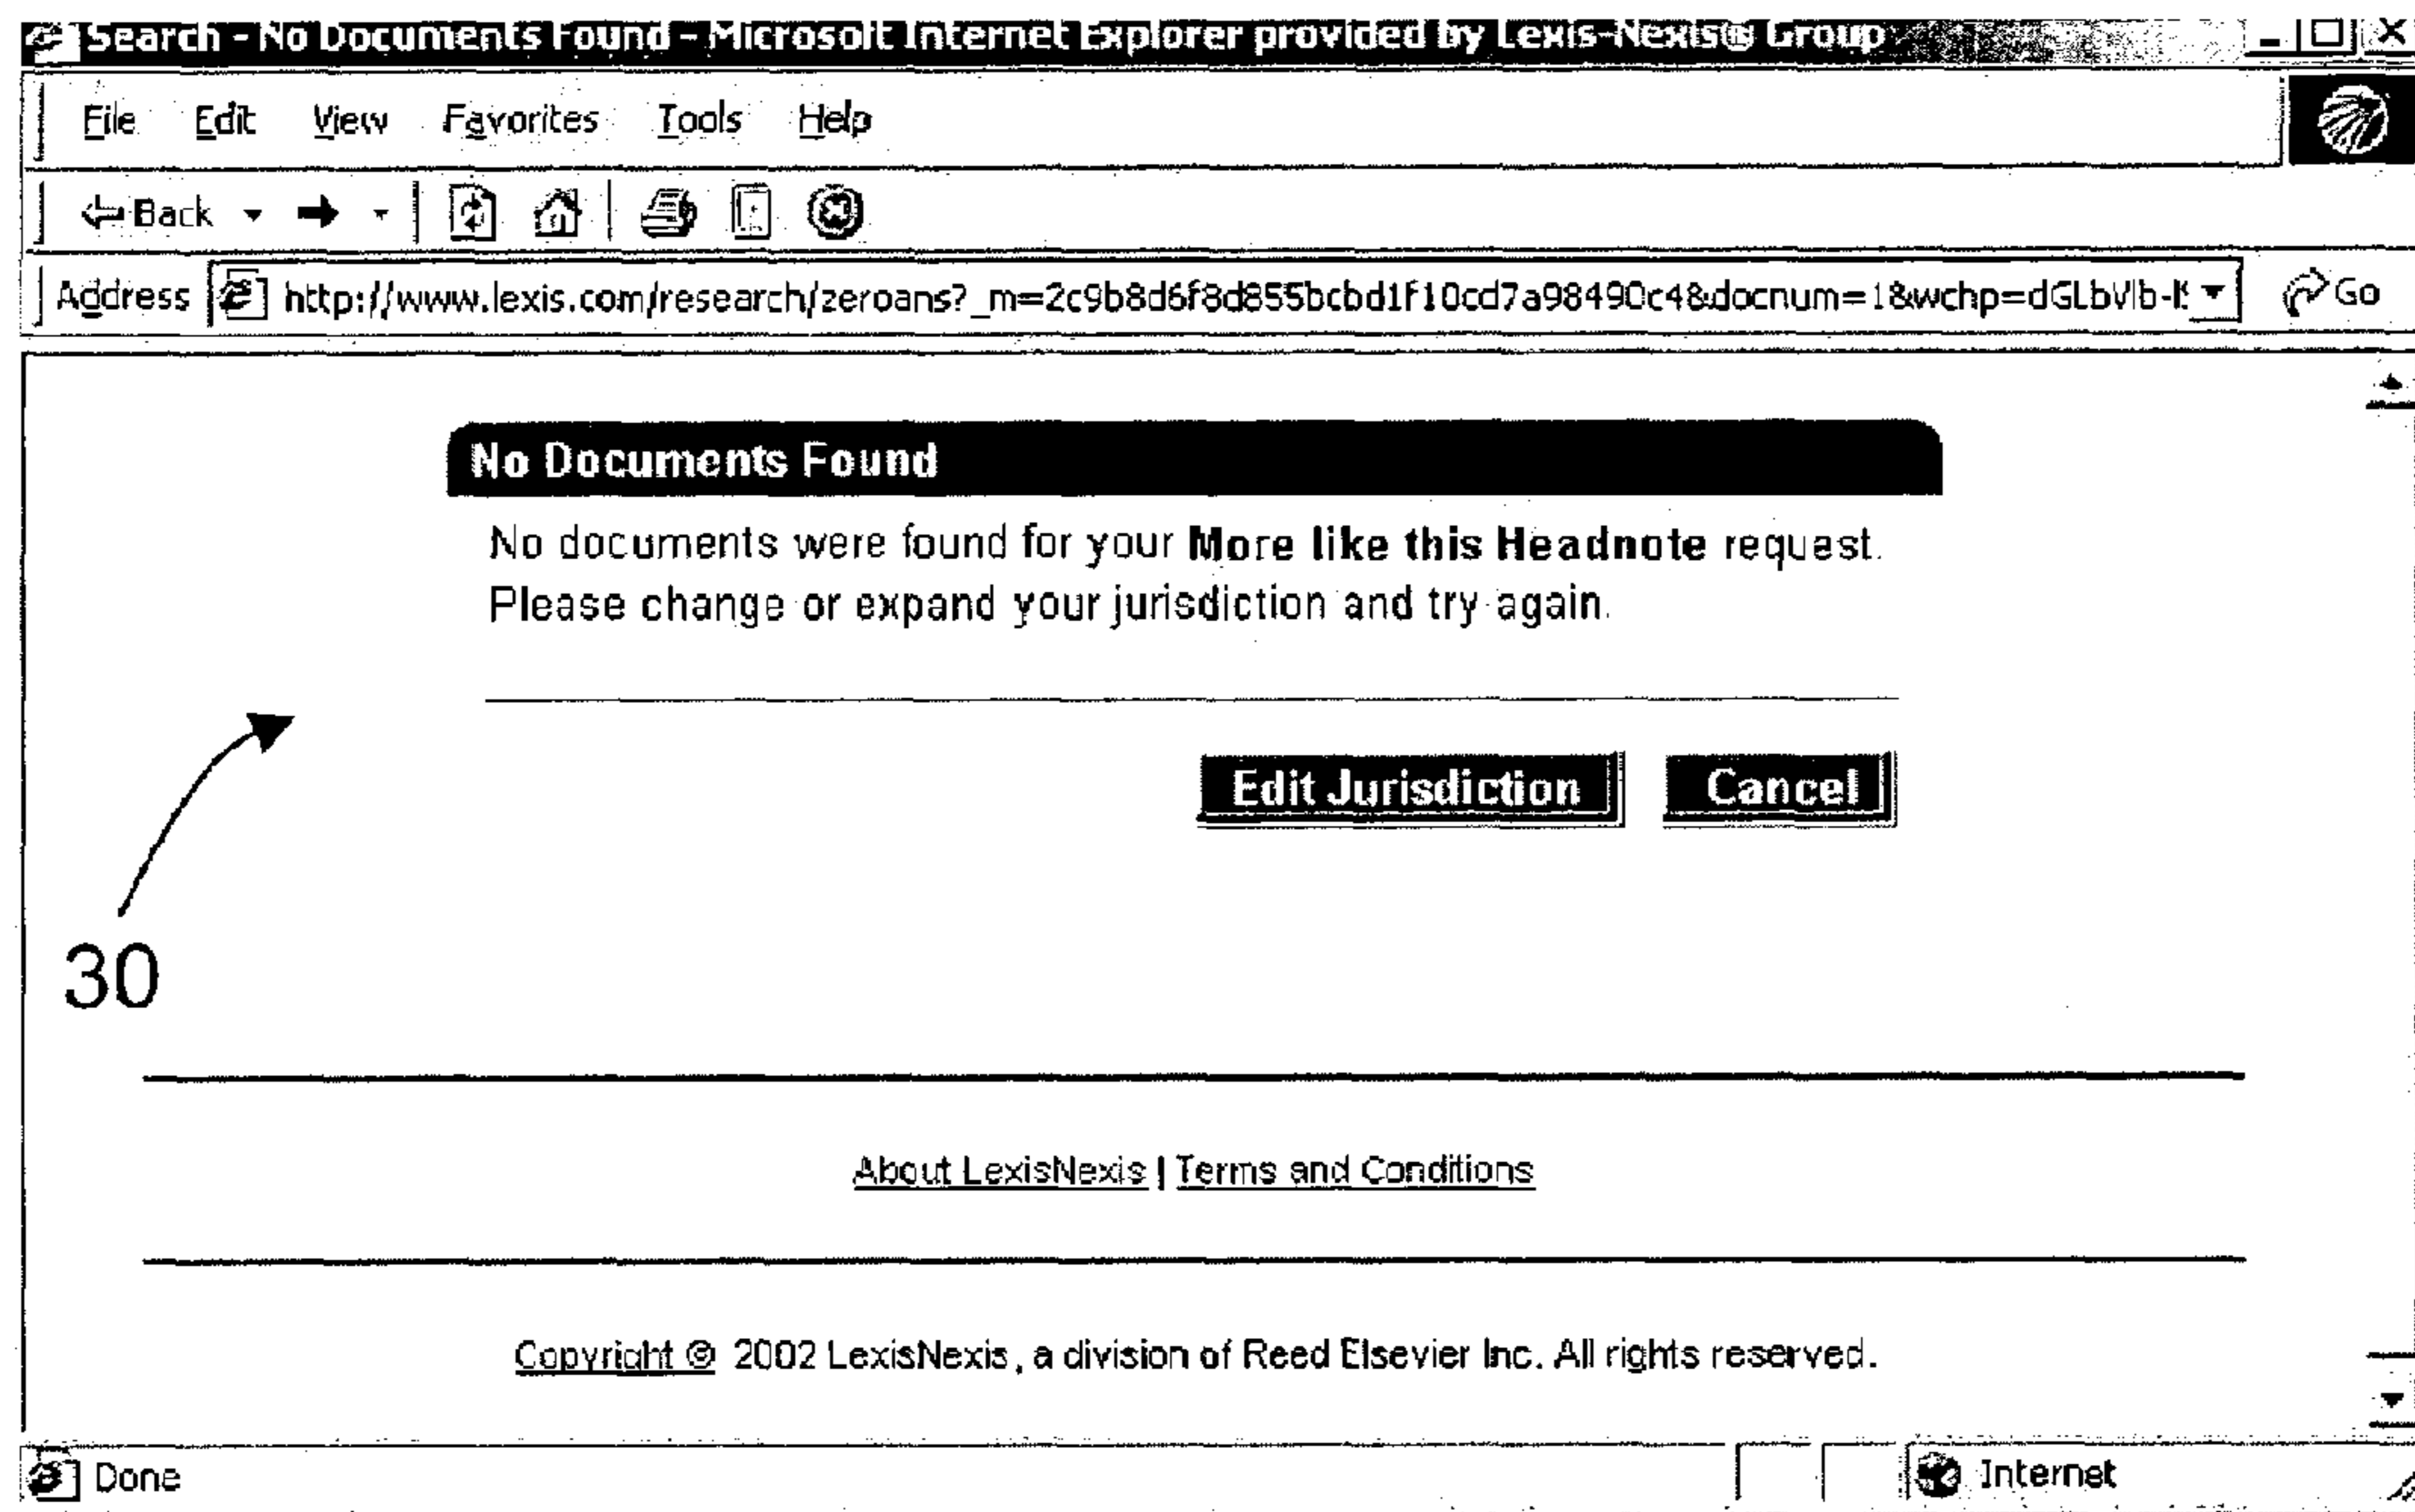 Search - No Documents Found - Microsoft Internet Explorer provided by Lexis-Nexis® Group
File Edit View Favorites Tools Help
Back
Address http://www.lexis.com/research/zeroans?_m=2c9b8d6f8d855bcbd1f10cd7a98490c4&docnum=1&wchp=dGLbVlb- Go
No Documents Found
No documents were found for your More like this Headnote request.
Please change or expand your jurisdiction and try again.
Edit Jurisdiction Cancel
30
About LexisNexis | Terms and Conditions
Copyright © 2002 LexisNexis, a division of Reed Elsevier Inc. All rights reserved.
Done Internet